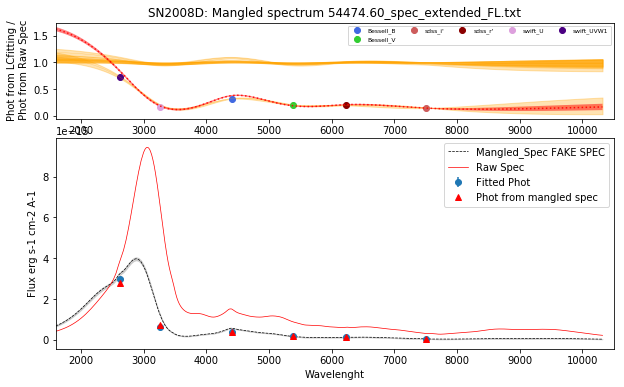 SN2008D: Mangled spectrum 54474.60_spec_extended_FL.txt
Phot from LCfitting /
Phot from Raw Spec
1.5
1.0
0.5
0.0
Bessell_B
Bessell_V
sdss_i'
sdss_r'
swift_U
swift_UVW1
2000 3000 4000 5000 6000 7000 8000 9000 10000
Flux erg s-1 cm-2 A-1
8
6
4
2
0
Mangled_Spec FAKE SPEC
Raw Spec
Fitted Phot
Phot from mangled spec
2000 3000 4000 5000 6000 7000 8000 9000 10000
Wavelenght